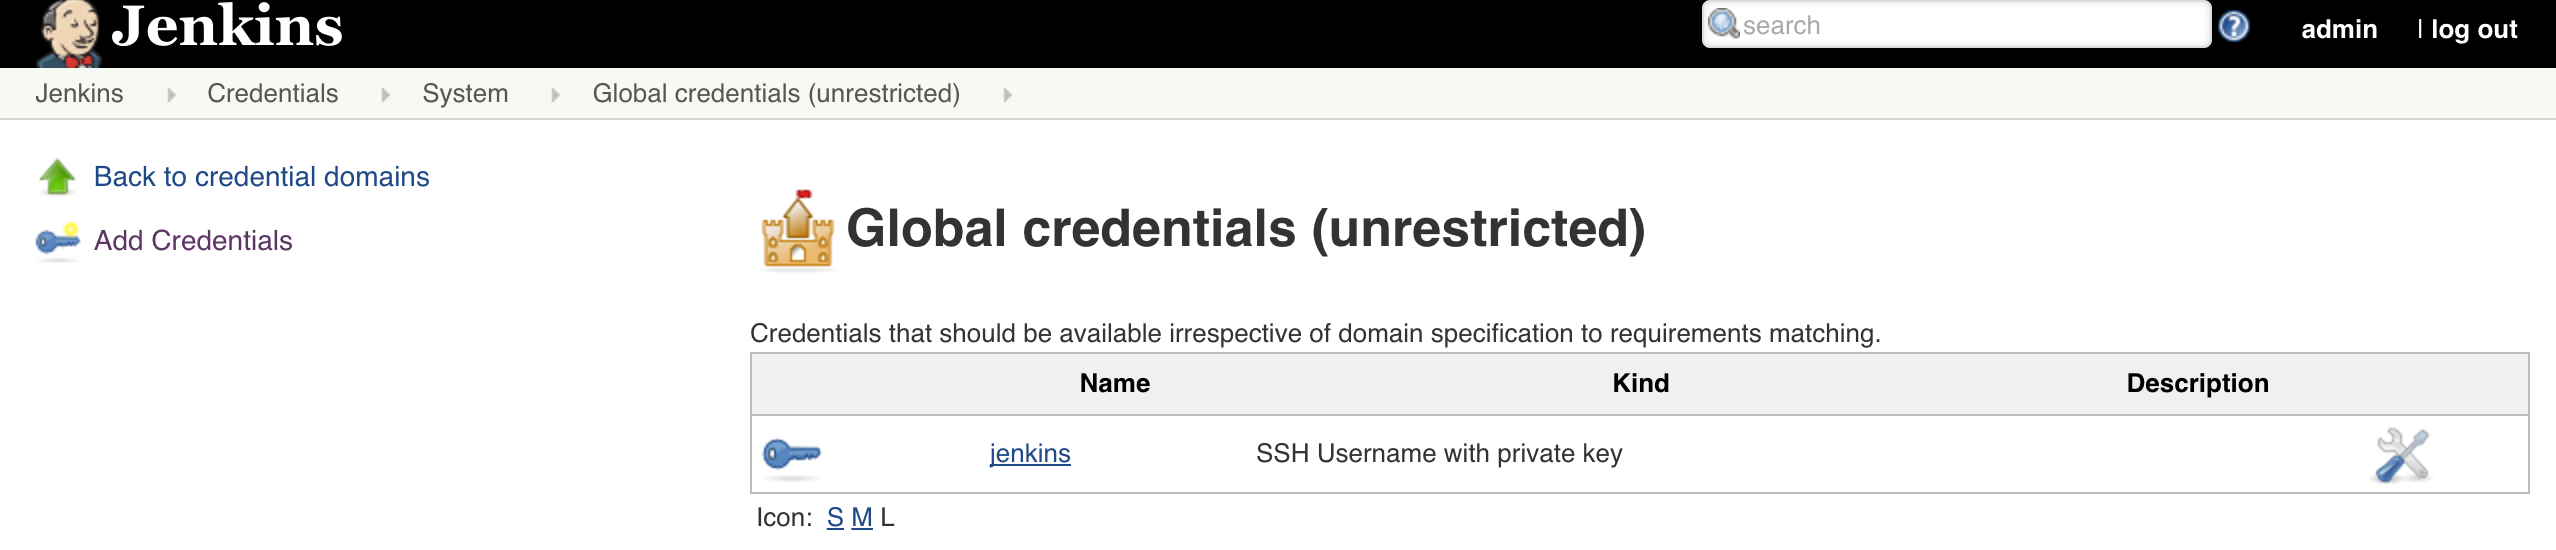 Jenkins
search
admin | log out
Jenkins Credentials System Global credentials (unrestricted)
Back to credential domains
Add Credentials
Global credentials (unrestricted)
Credentials that should be available irrespective of domain specification to requirements matching.
Name Kind Description
jenkins SSH Username with private key
Icon: S M L